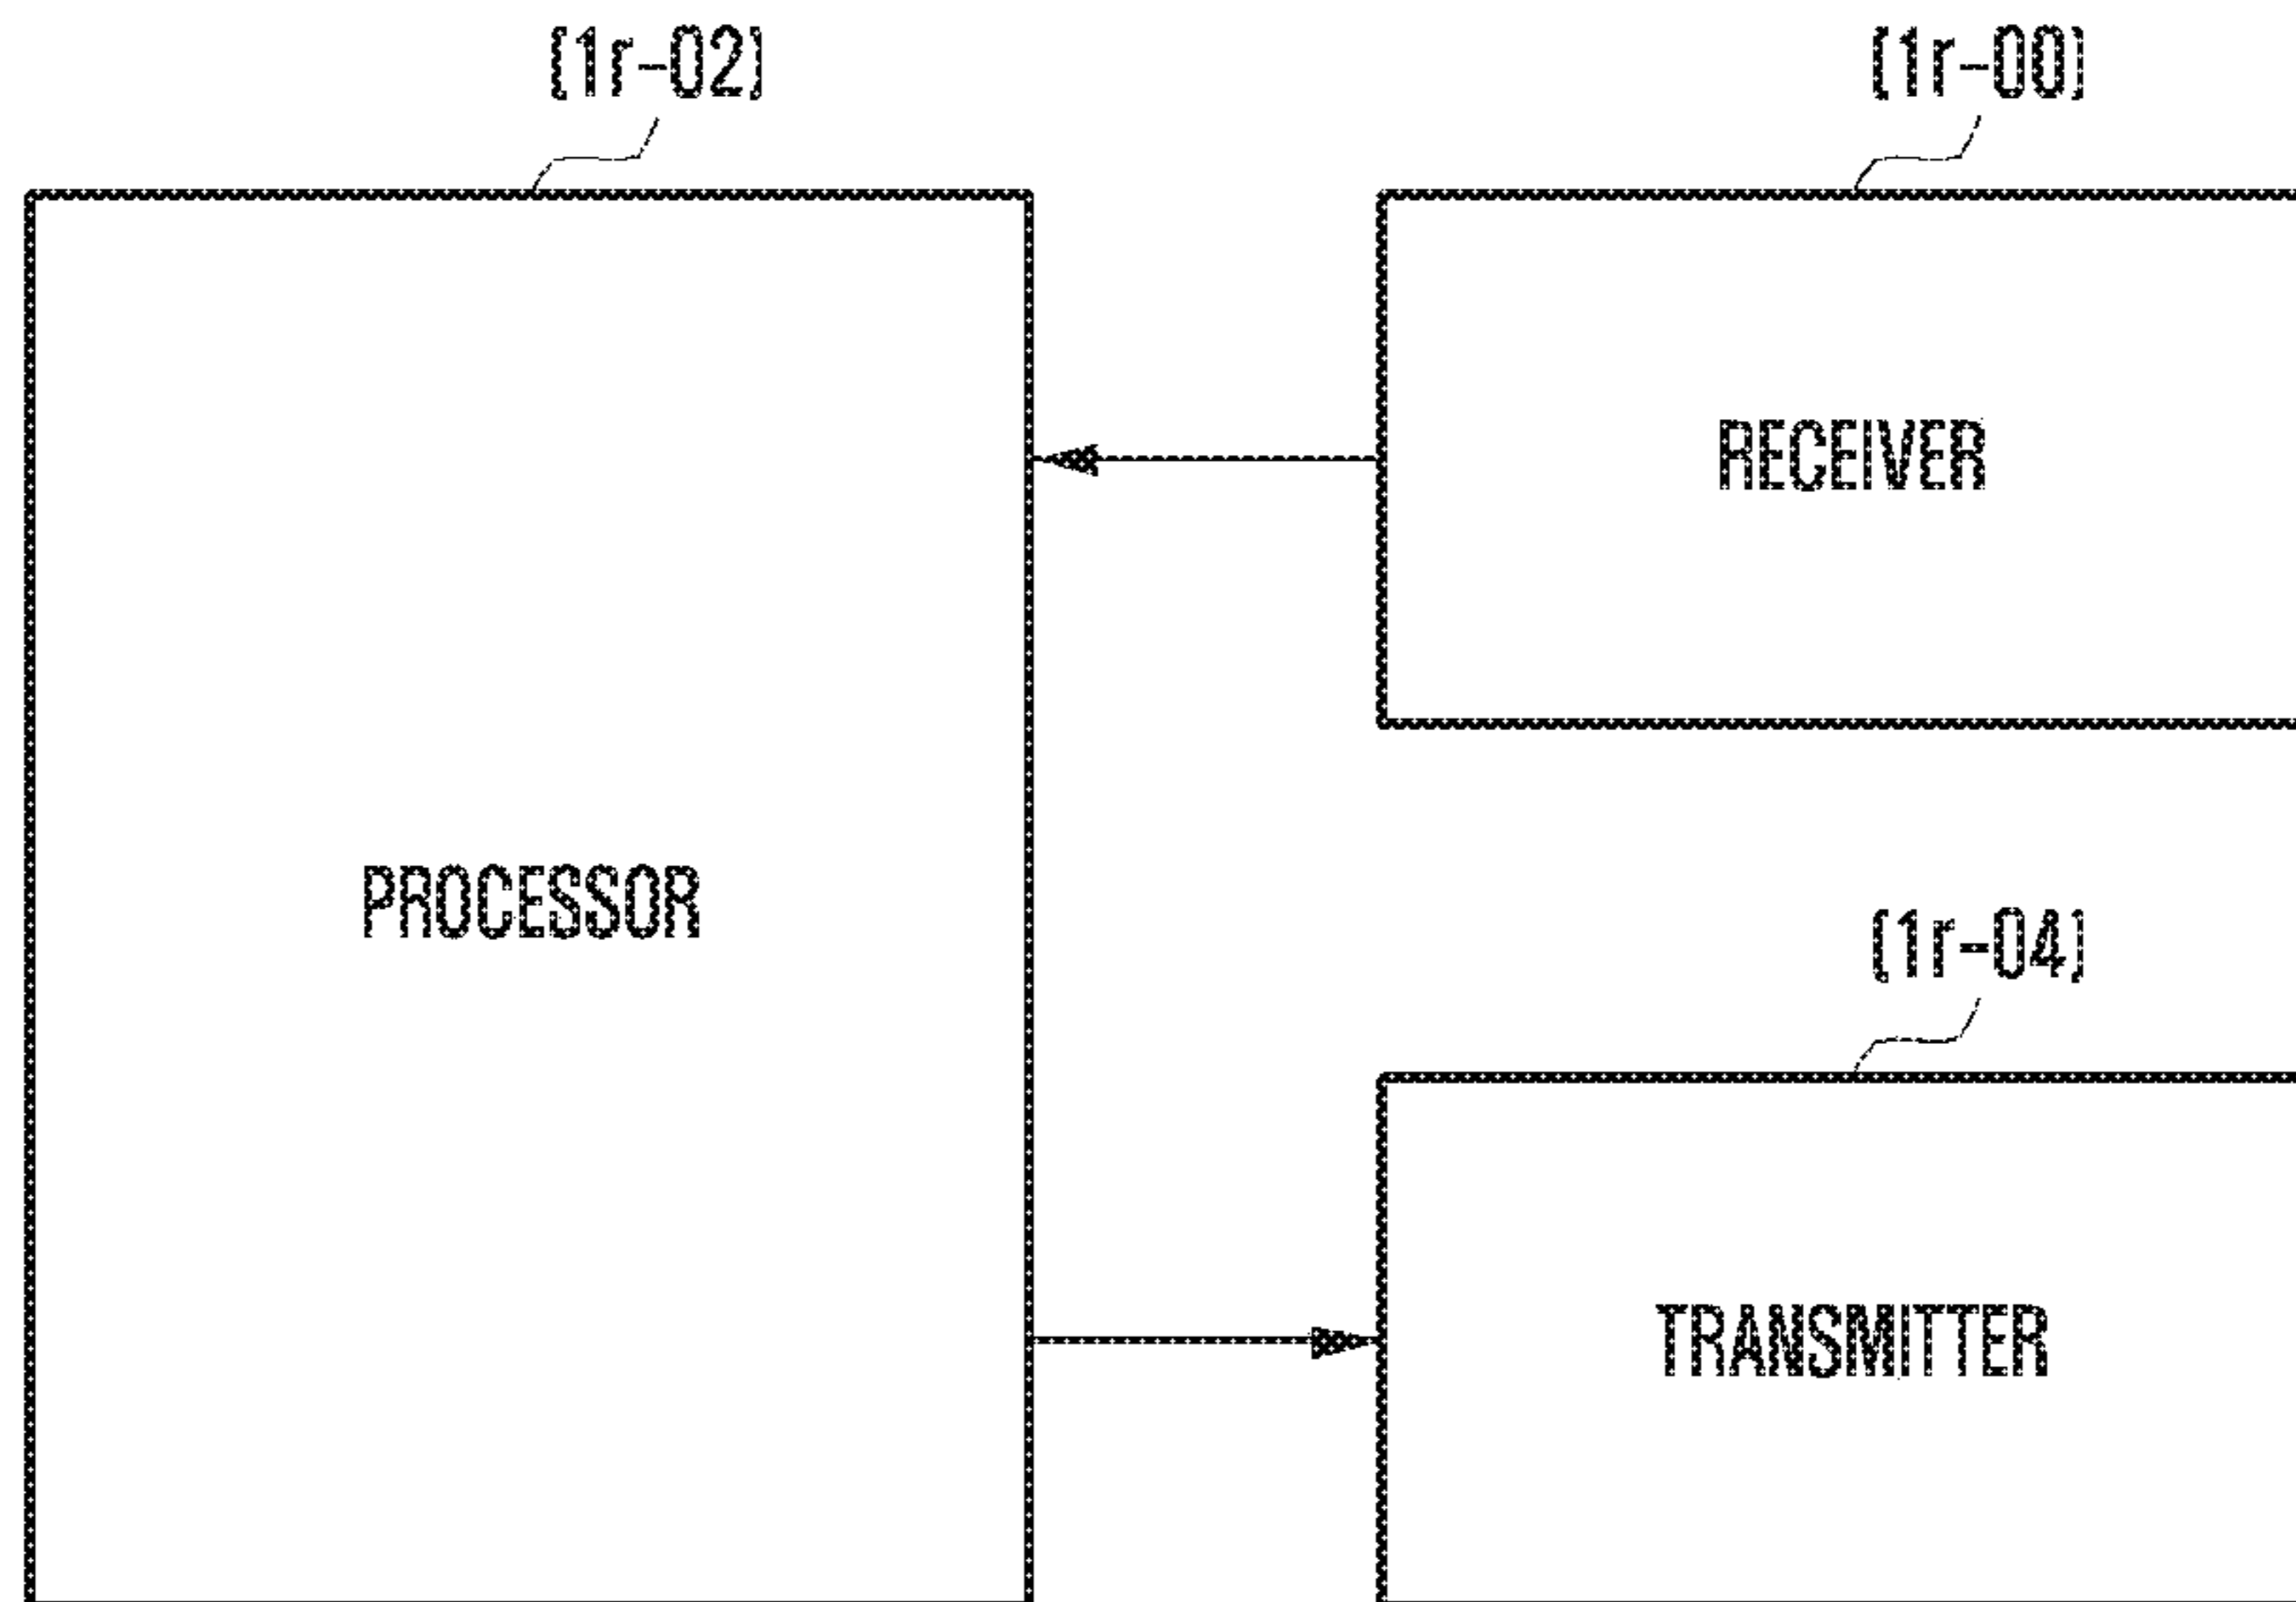 (1r-02)
(1r-00)
RECEIVER
PROCESSOR
(1r-04)
TRANSMITTER